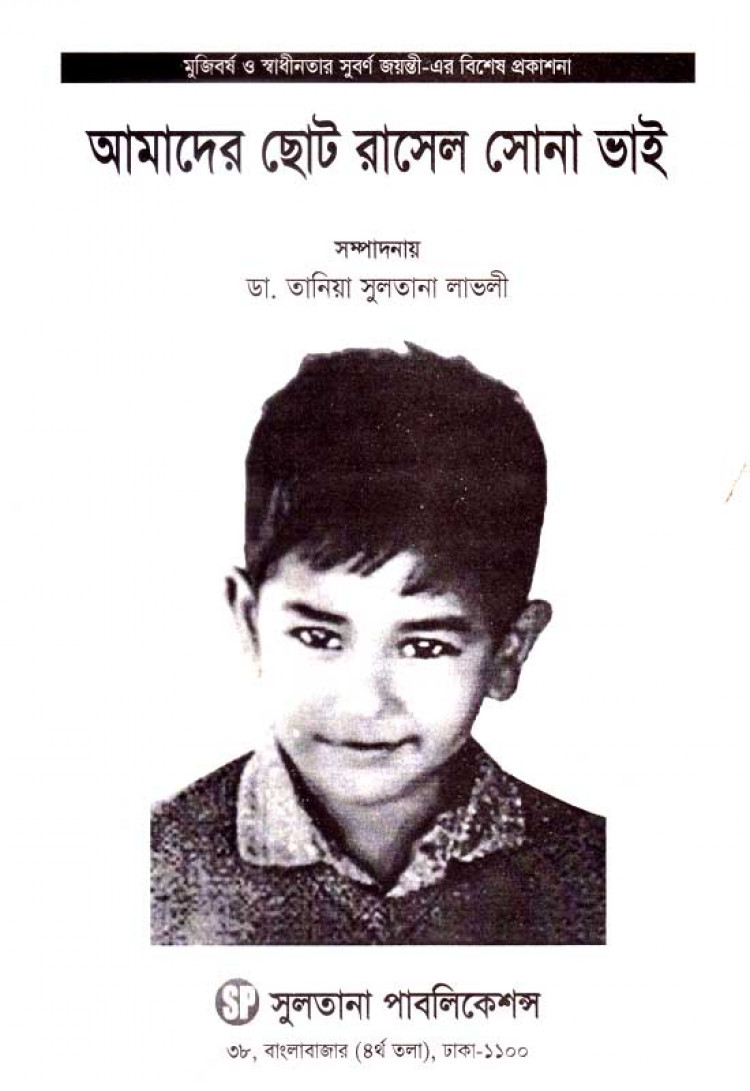 মুজিবর্ষ ও স্বাধীনতার সুবর্ণ জয়ন্তী-এর বিশেষ প্রকাশনা
আমাদের ছোট রাসেল সোনা ভাই
সম্পাদনায়
ডা. তানিয়া সুলতানা লাভলী
SP সুলতানা পাবলিকেশন্স
৩৮, বাংলাবাজার (৪র্থ তলা), ঢাকা-১১০০